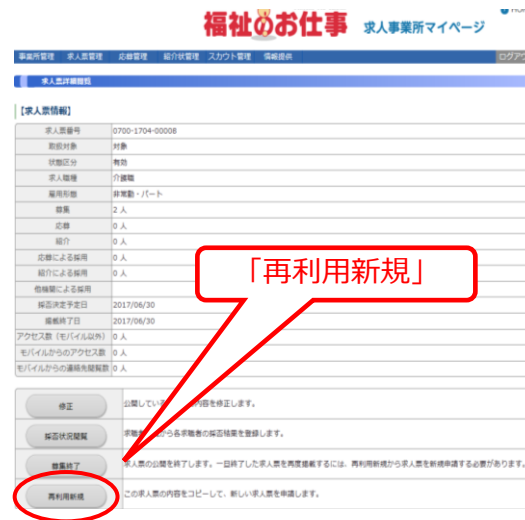 福祉のお仕事 求人事業所マイページ
事業所管理 求人票管理 応募管理 紹介状管理 スカウト管理 情報提供 ログアウ
求人票詳細閲覧
【求人票情報】
求人票番号 0700-1704-00008
取扱対象 対象
状態区分 有効
求人職種 介護職
雇用形態 非常勤・パート
募集 2 人
応募 0 人
紹介 0 人
応募による採用 0 人
紹介による採用 0 人
他機関による採用
採否決定予定日 2017/06/30
掲載終了日 2017/06/30
アクセス数（モバイル以外） 0 人
モバイルからのアクセス数 0 人
モバイルからの連絡先閲覧数 0 人
「再利用新規」
修正 公開している 内容を修正します。
採否状況閲覧 求職者 から各求職者の採否結果を登録します。
募集終了 求人票の公開を終了します。一旦終了した求人票を再度掲載するには、再利用新規から求人票を新規申請する必要があります。
再利用新規 この求人票の内容をコピーして、新しい求人票を申請します。